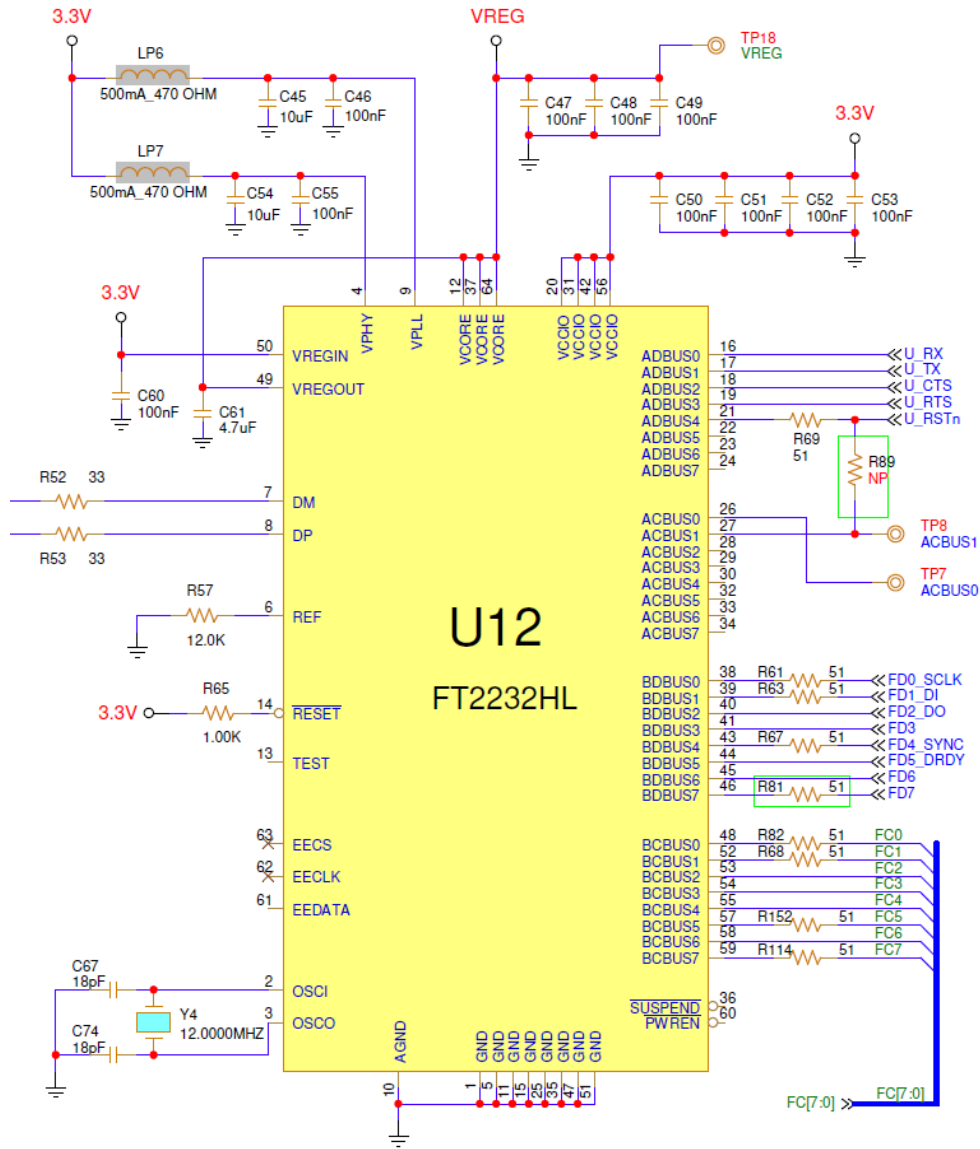 3.3V
VREG
TP18
VREG
LP6
500mA_470 OHM
C45
10uF
C46
100nF
C47
100nF
C48
100nF
C49
100nF
3.3V
LP7
500mA_470 OHM
C54
10uF
C55
100nF
C50
100nF
C51
100nF
C52
100nF
C53
100nF
3.3V
4
9
12
37
64
20
31
42
56
VPHY
VPLL
VCORE
VCORE
VCORE
VCCIO
VCCIO
VCCIO
VCCIO
50
VREGIN
49
VREGOUT
C60
100nF
C61
4.7uF
ADBUS0
16
U_RX
ADBUS1
17
U_TX
ADBUS2
18
U_CTS
ADBUS3
19
U_RTS
ADBUS4
21
U_RSTn
ADBUS5
22
ADBUS6
23
ADBUS7
24
R69
51
R89
NP
R52
33
7
DM
8
DP
R53
33
ACBUS0
26
ACBUS1
27
ACBUS2
28
ACBUS3
29
ACBUS4
30
ACBUS5
32
ACBUS6
33
ACBUS7
34
TP8
ACBUS1
TP7
ACBUS0
R57
12.0K
6
REF
U12
FT2232HL
3.3V
R65
1.00K
14
RESET
13
TEST
BDBUS0
38
R61
51
FD0_SCLK
BDBUS1
39
R63
51
FD1_DI
BDBUS2
40
FD2_DO
BDBUS3
41
FD3
BDBUS4
43
R67
51
FD4_SYNC
BDBUS5
44
FD5_DRDY
BDBUS6
45
FD6
BDBUS7
46
R81
51
FD7
63
EECS
62
EECLK
61
EEDATA
BCBUS0
48
R82
51
FC0
BCBUS1
52
R68
51
FC1
BCBUS2
53
FC2
BCBUS3
54
FC3
BCBUS4
55
FC4
BCBUS5
57
R152
51
FC5
BCBUS6
58
FC6
BCBUS7
59
R114
51
FC7
C67
18pF
2
OSCI
Y4
12.0000MHZ
3
OSCO
C74
18pF
SUSPEND
36
PWREN
60
AGND
GND
GND
GND
GND
GND
GND
GND
GND
10
1
5
11
15
25
35
47
51
FC[7:0]
FC[7:0]